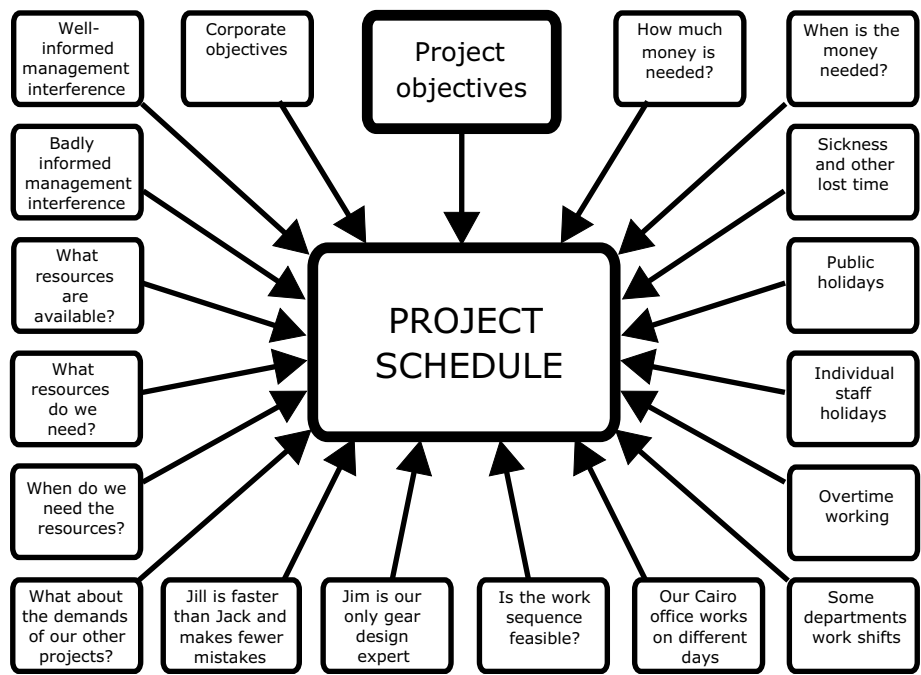 Well-
informed
management
interference
Corporate
objectives
Project
objectives
How much
money is
needed?
When is the
money
needed?
Badly
informed
management
interference
Sickness
and other
lost time
What
resources
are
available?
Public
holidays
PROJECT
SCHEDULE
What
resources
do we
need?
Individual
staff
holidays
When do we
need the
resources?
Overtime
working
What about
the demands
of our other
projects?
Jill is faster
than Jack and
makes fewer
mistakes
Jim is our
only gear
design
expert
Is the work
sequence
feasible?
Our Cairo
office works
on different
days
Some
departments
work shifts